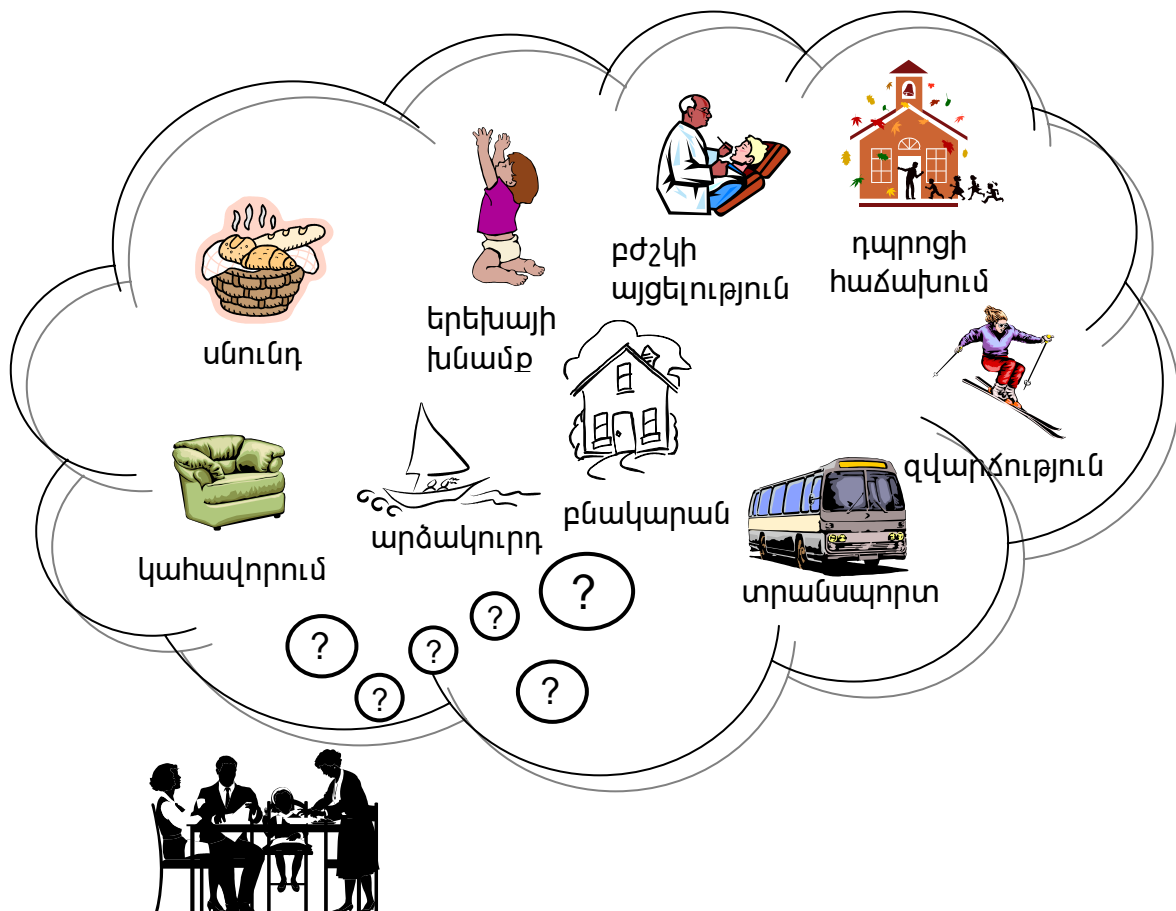 բժշկի
այցելություն
դպրոցի
հաճախում
երեխայի
խնամք
սնունդ
զվարճություն
արձակուրդ
բնակարան
կահավորում
տրանսպորտ
?
?
?
?
?
?